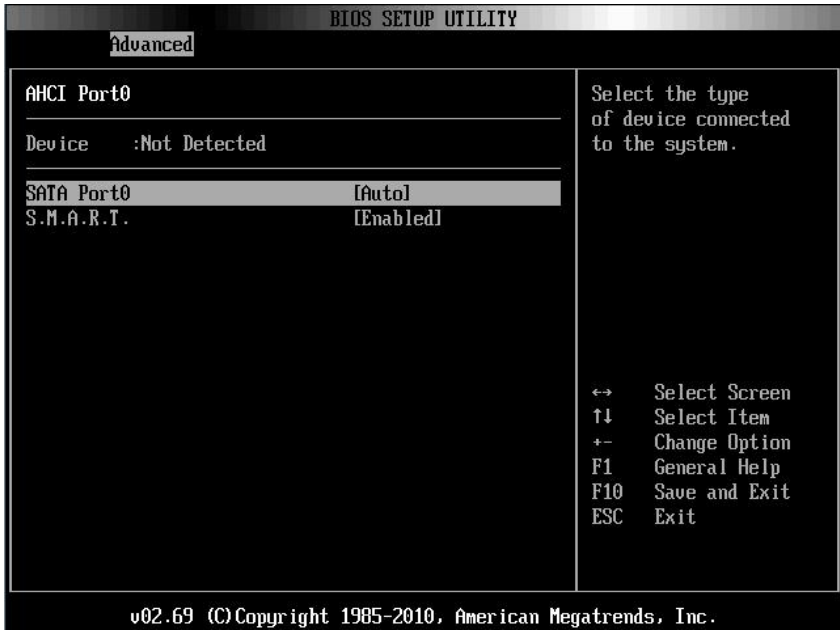 BIOS SETUP UTILITY
Advanced
AHCI Port0
Device :Not Detected
SATA Port0 [Auto]
S.M.A.R.T. [Enabled]
Select the type
of device connected
to the system.
↔ Select Screen
↑↓ Select Item
+- Change Option
F1 General Help
F10 Save and Exit
ESC Exit
v02.69 (C)Copyright 1985-2010, American Megatrends, Inc.